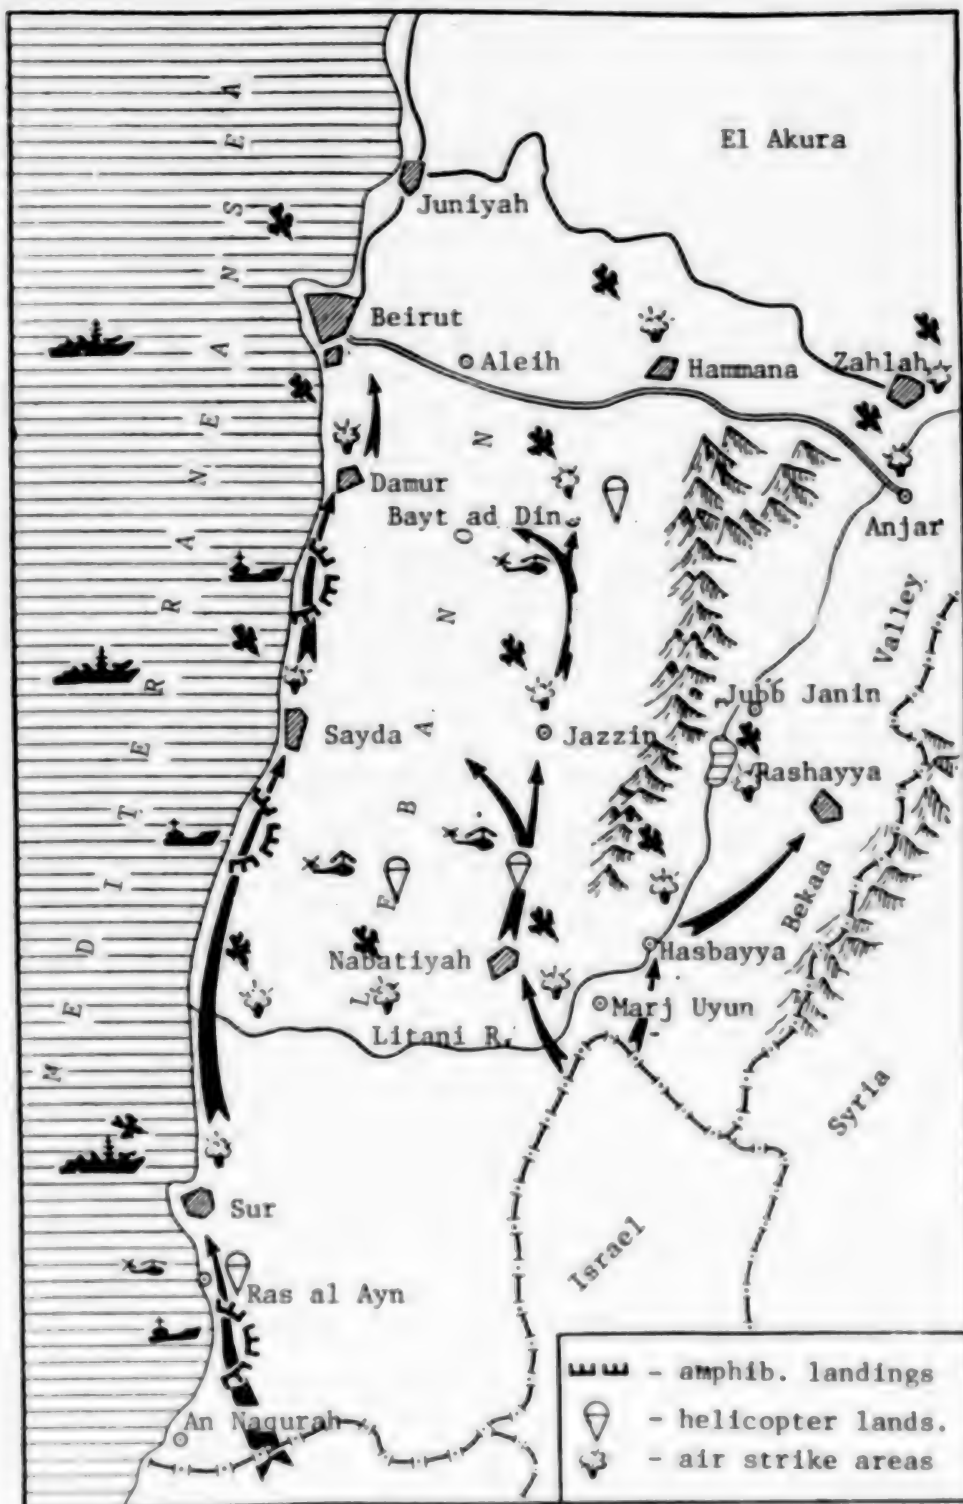 MEDITERRANEAN SEA
El Akura
Juniyah
Beirut
Aleih
Hammana
Zahlah
Damur
Bayt ad Din
Anjar
LEBANON
Valley
Jubb Janin
Sayda
Jazzin
Rashayya
Bekaa
Nabatiyah
Hasbayya
Marj Uyun
Litani R.
Syria
Sur
Israel
Ras al Ayn
An Naqurah
- amphib. landings
- helicopter lands.
- air strike areas